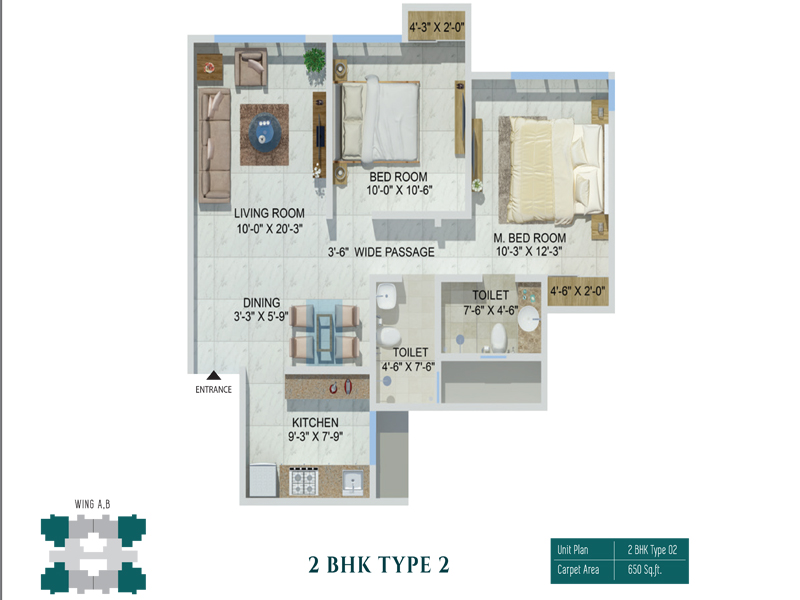 4'-3" X 2'-0"
BED ROOM
10'-0" X 10'-6"
LIVING ROOM
10'-0" X 20'-3"
M. BED ROOM
10'-3" X 12'-3"
3'-6" WIDE PASSAGE
4'-6" X 2'-0"
TOILET
7'-6" X 4'-6"
DINING
3'-3" X 5'-9"
TOILET
4'-6" X 7'-6"
ENTRANCE
KITCHEN
9'-3" X 7'-9"
WING A,B
2 BHK TYPE 2
Unit Plan 2 BHK Type 02
Carpet Area 650 Sq.ft.